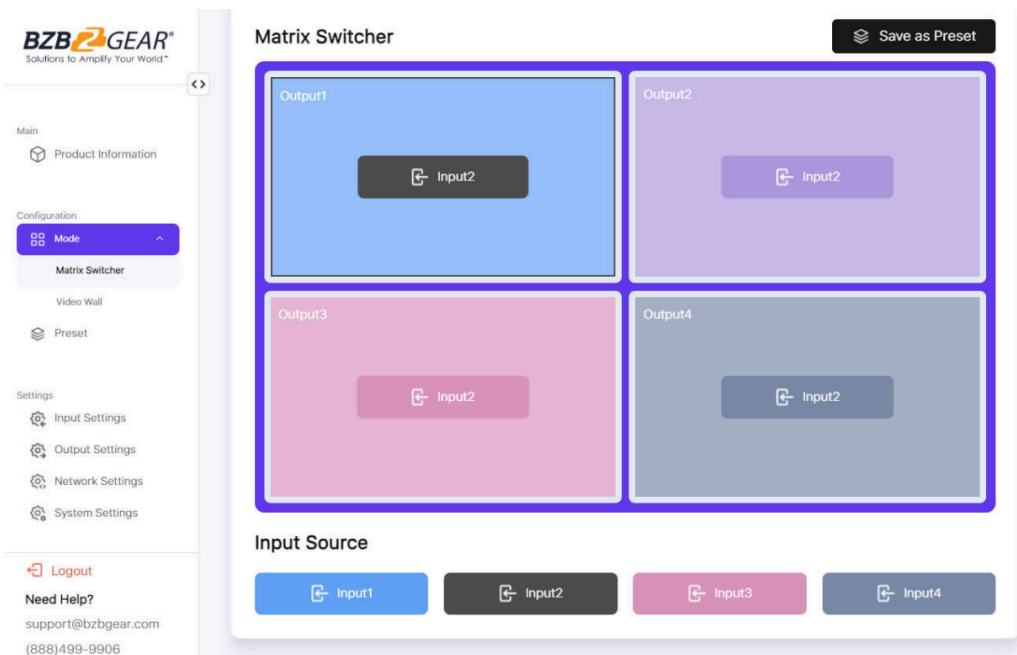 BZB GEAR®
Solutions to Amplify Your World™
Main
Product Information
Configuration
Mode
Matrix Switcher
Video Wall
Preset
Settings
Input Settings
Output Settings
Network Settings
System Settings
Logout
Need Help?
support@bzbgear.com
(888)499-9906
Matrix Switcher
Save as Preset
Output1
Input2
Output2
Input2
Output3
Input2
Output4
Input2
Input Source
Input1
Input2
Input3
Input4